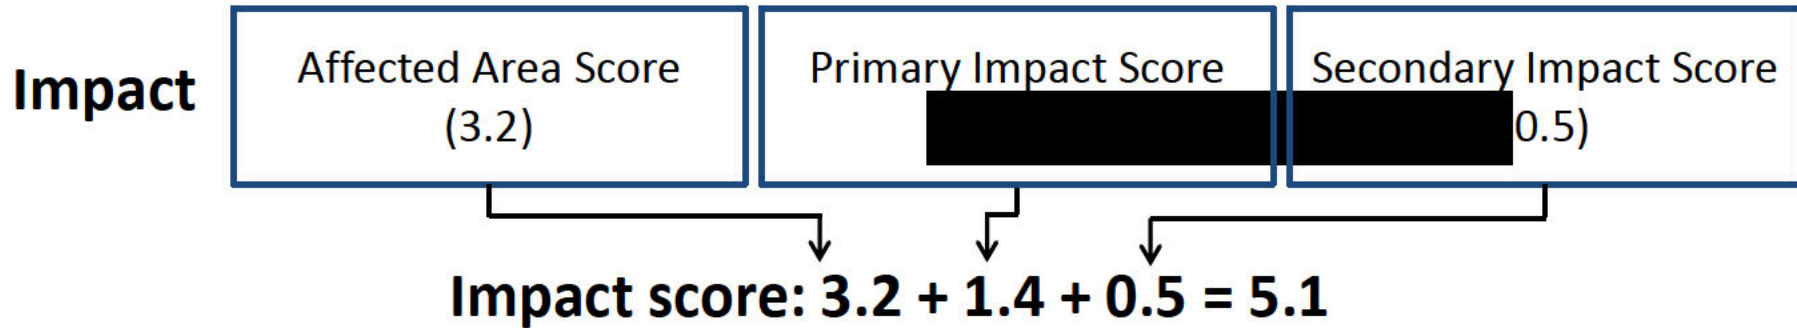 Impact
Affected Area Score
(3.2)
Primary Impact Score
Secondary Impact Score
0.5)
Impact score: 3.2 + 1.4 + 0.5 = 5.1